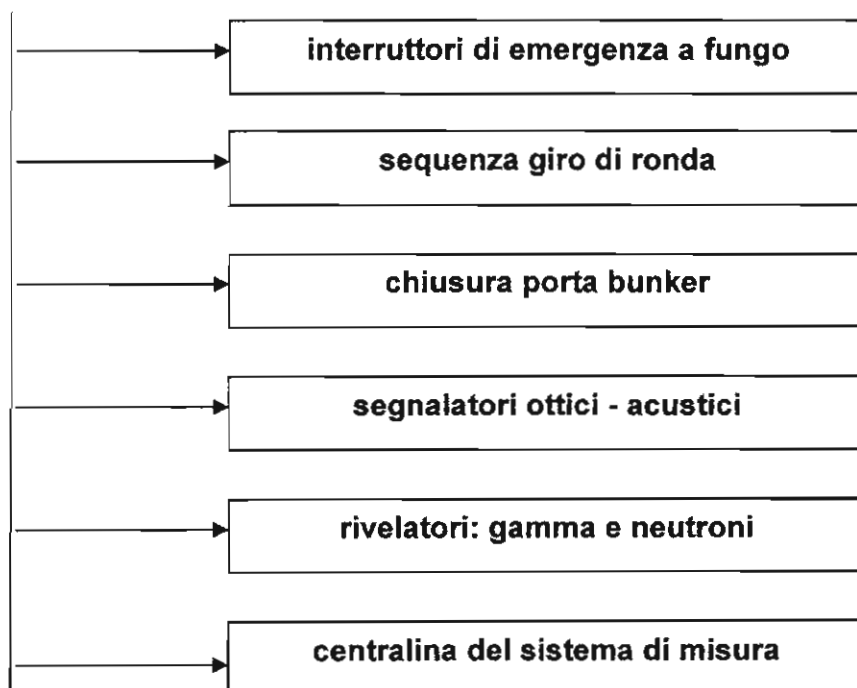 interruttori di emergenza a fungo
sequenza giro di ronda
chiusura porta bunker
segnalatori ottici - acustici
rivelatori: gamma e neutroni
centralina del sistema di misura